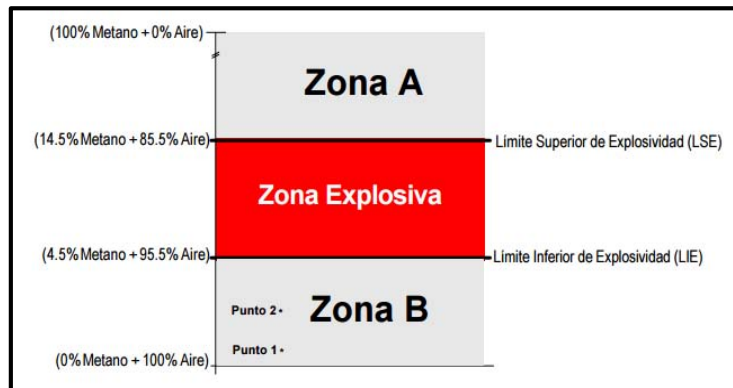 (100% Metano + 0% Aire)
Zona A
(14.5% Metano + 85.5% Aire)
Límite Superior de Explosividad (LSE)
Zona Explosiva
(4.5% Metano + 95.5% Aire)
Límite Inferior de Explosividad (LIE)
Punto 2
Zona B
Punto 1
(0% Metano + 100% Aire)